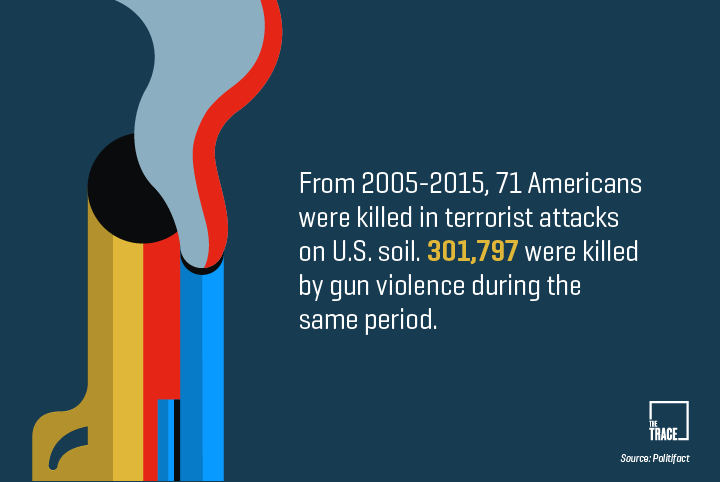 From 2005-2015, 71 Americans
were killed in terrorist attacks
on U.S. soil. 301,797 were killed
by gun violence during the
same period.
THE
TRACE
Source: Politifact